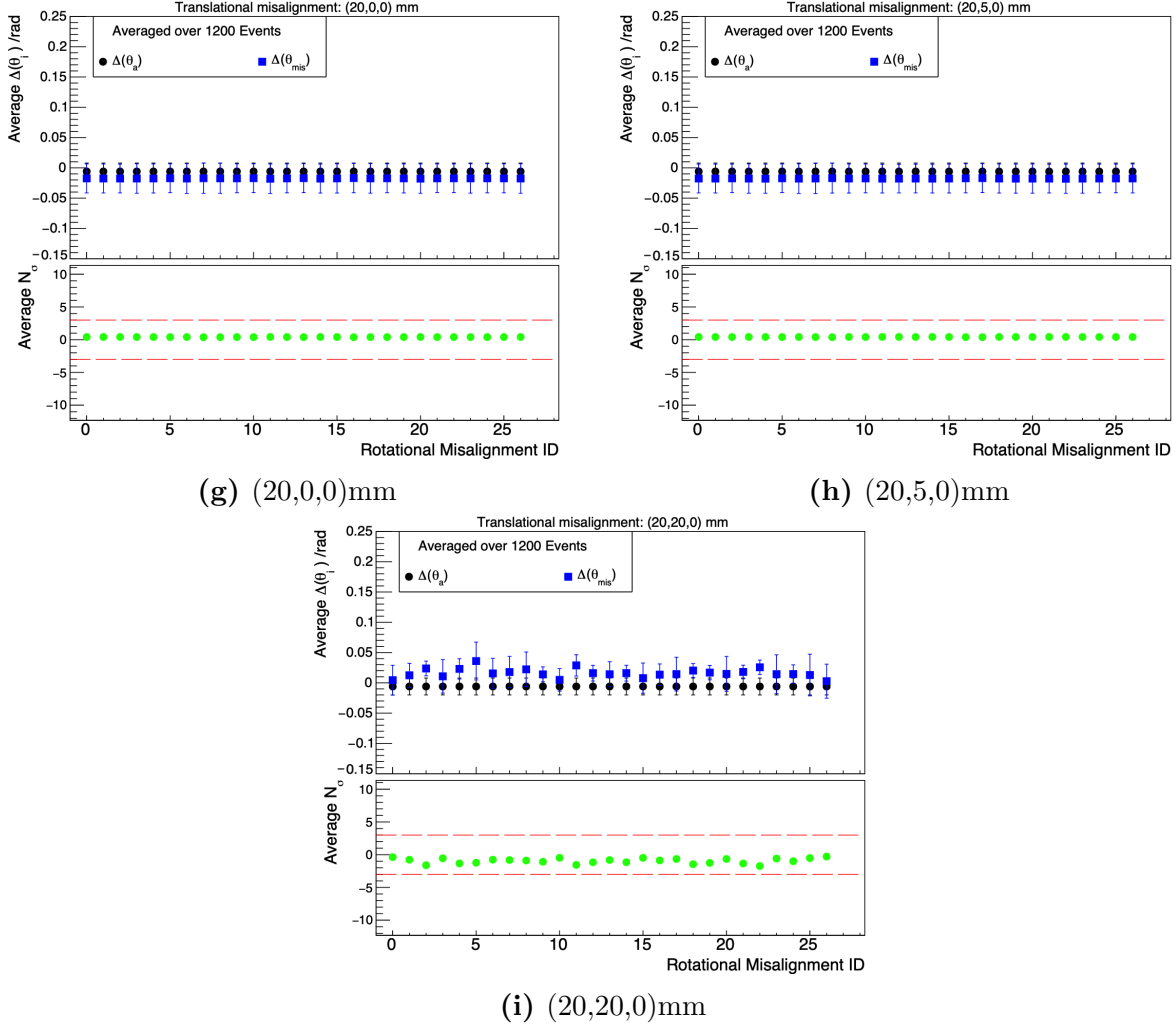 Translational misalignment: (20,0,0) mm
Average Δ(θi) /rad
Averaged over 1200 Events
Δ(θa) Δ(θmis)
0.25
0.2
0.15
0.1
0.05
0
−0.05
−0.1
−0.15
Average Nσ
10
5
0
−5
−10
0 5 10 15 20 25
Rotational Misalignment ID
(g) (20,0,0)mm
Translational misalignment: (20,5,0) mm
Average Δ(θi) /rad
Averaged over 1200 Events
Δ(θa) Δ(θmis)
0.25
0.2
0.15
0.1
0.05
0
−0.05
−0.1
−0.15
Average Nσ
10
5
0
−5
−10
0 5 10 15 20 25
Rotational Misalignment ID
(h) (20,5,0)mm
Translational misalignment: (20,20,0) mm
Average Δ(θi) /rad
Averaged over 1200 Events
Δ(θa) Δ(θmis)
0.25
0.2
0.15
0.1
0.05
0
−0.05
−0.1
−0.15
Average Nσ
10
5
0
−5
−10
0 5 10 15 20 25
Rotational Misalignment ID
(i) (20,20,0)mm